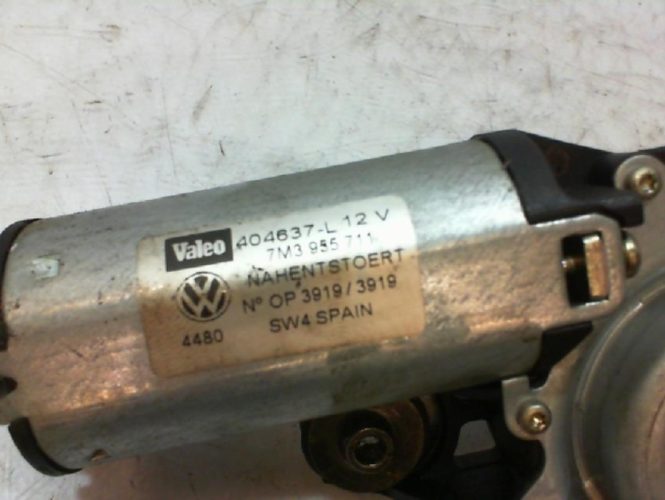 Valeo 404637-L 12 V
7M3 955 711
NAHENTSTOERT
Nº OP 3919 / 3919
4480 SW4 SPAIN